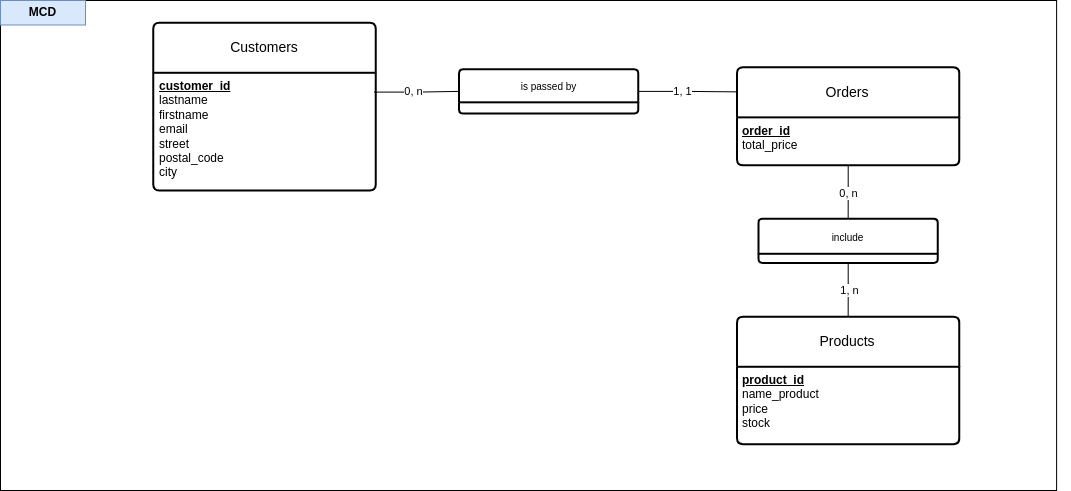 MCD
Customers
customer_id
lastname
firstname
email
street
postal_code
city
0, n
is passed by
1, 1
Orders
order_id
total_price
0, n
include
1, n
Products
product_id
name_product
price
stock